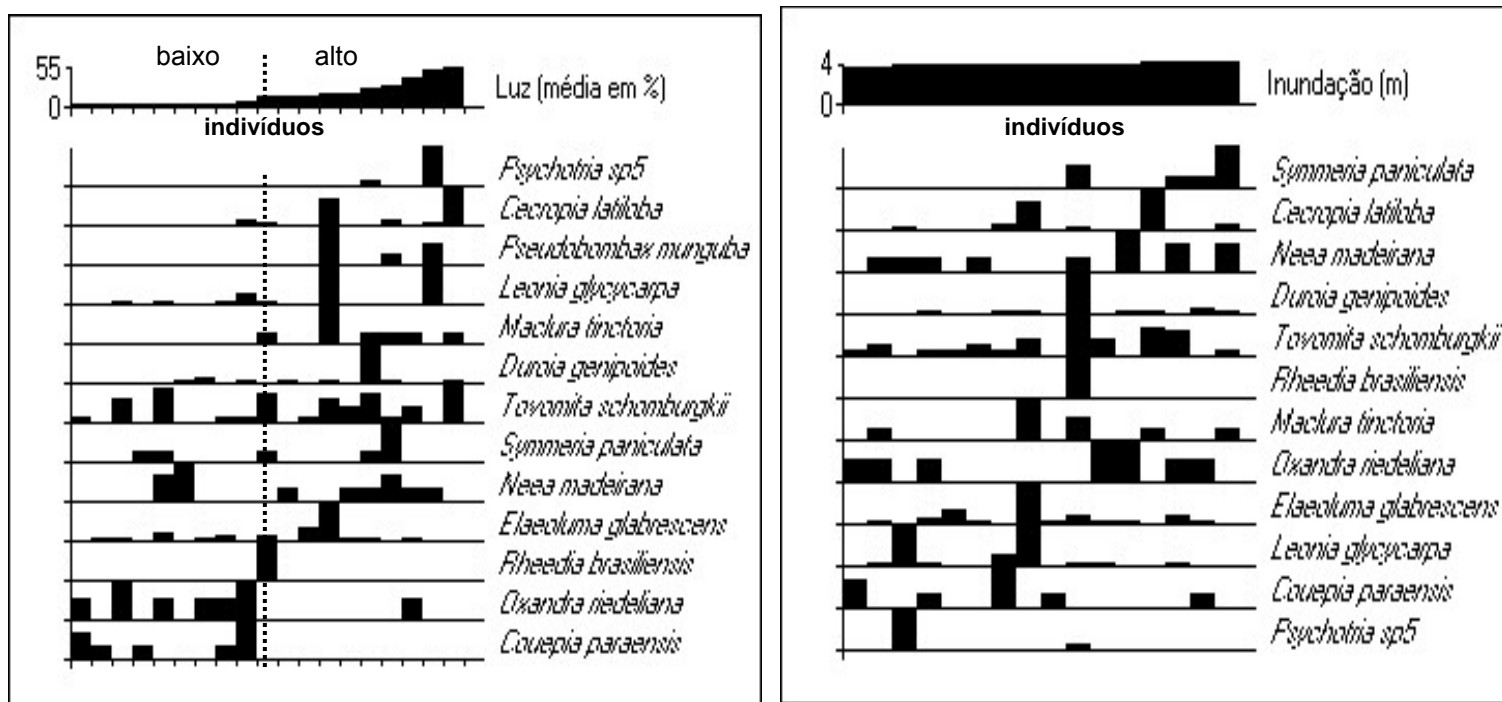 baixo alto
55
0
Luz (média em %)
indivíduos
Psychotria sp5
Cecropia latiloba
Pseudobombax munguba
Leonia glycycarpa
Maclura tinctoria
Duroia genipoides
Tovomita schomburgkii
Symmeria paniculata
Neea madeirana
Elaeoluma glabrescens
Rheedia brasiliensis
Oxandra riedeliana
Couepia paraensis
4
0
Inundação (m)
indivíduos
Symmeria paniculata
Cecropia latiloba
Neea madeirana
Duroia genipoides
Tovomita schomburgkii
Rheedia brasiliensis
Maclura tinctoria
Oxandra riedeliana
Elaeoluma glabrescens
Leonia glycycarpa
Couepia paraensis
Psychotria sp5